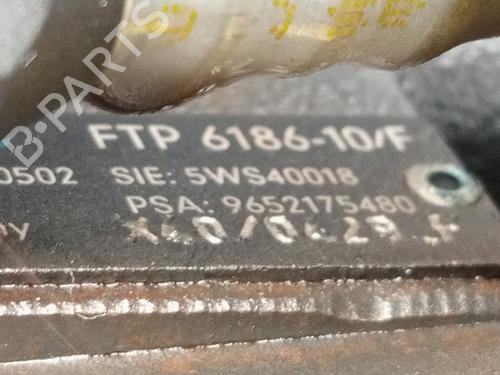 B-PARTS
FTP 6186-10/F
0502 SIE: 5WS40018
PSA: 9652175480